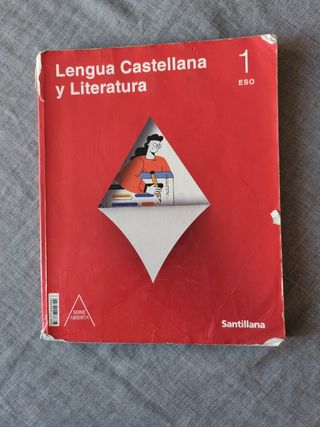 Lengua Castellana
y Literatura
1
ESO
SERIE
ABIERTA
Santillana